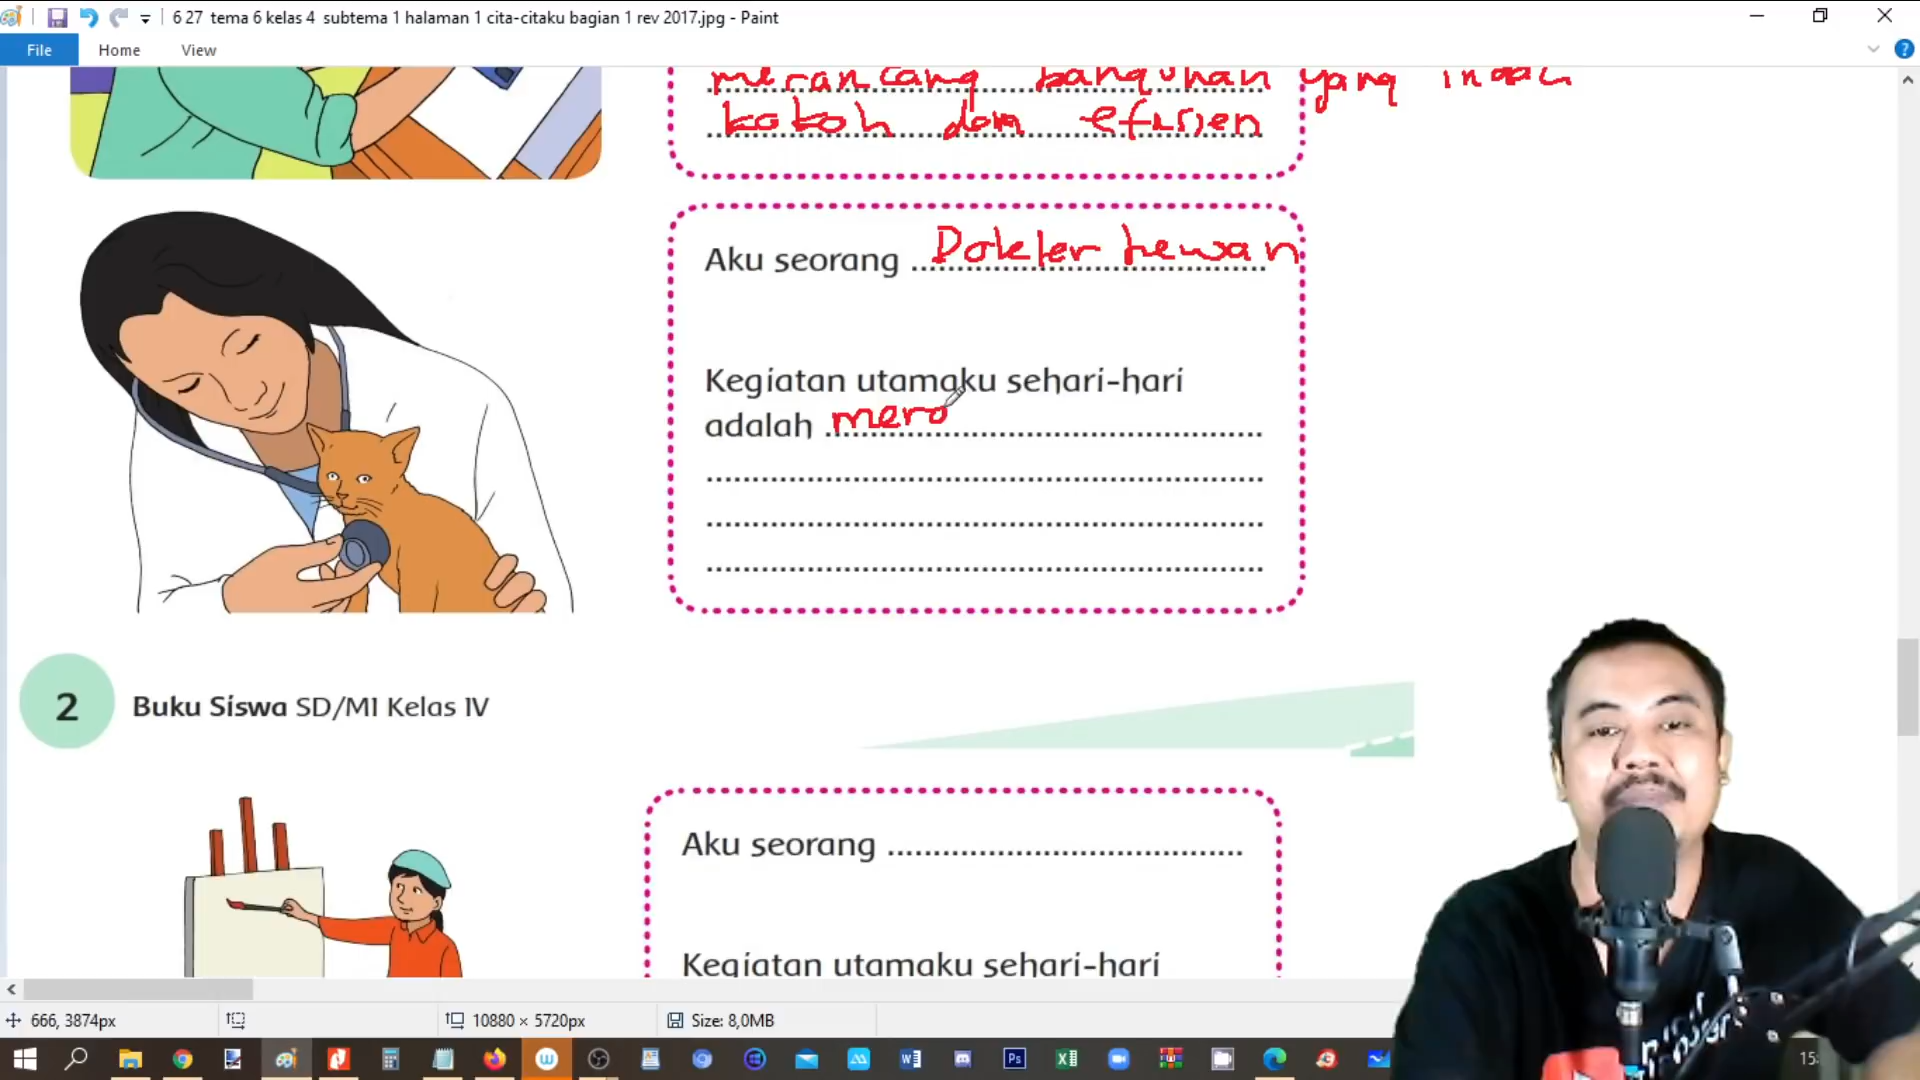 6 27 tema 6 kelas 4 subtema 1 halaman 1 cita-citaku bagian 1 rev 2017.jpg - Paint
File Home View
merancang bangunan yang indah
kokoh dan efisien
Aku seorang Dokter hewan
Kegiatan utamaku sehari-hari
adalah mera
2 Buku Siswa SD/MI Kelas IV
Aku seorang
Kegiatan utamaku sehari-hari
666, 3874px
10880 × 5720px
Size: 8,0MB